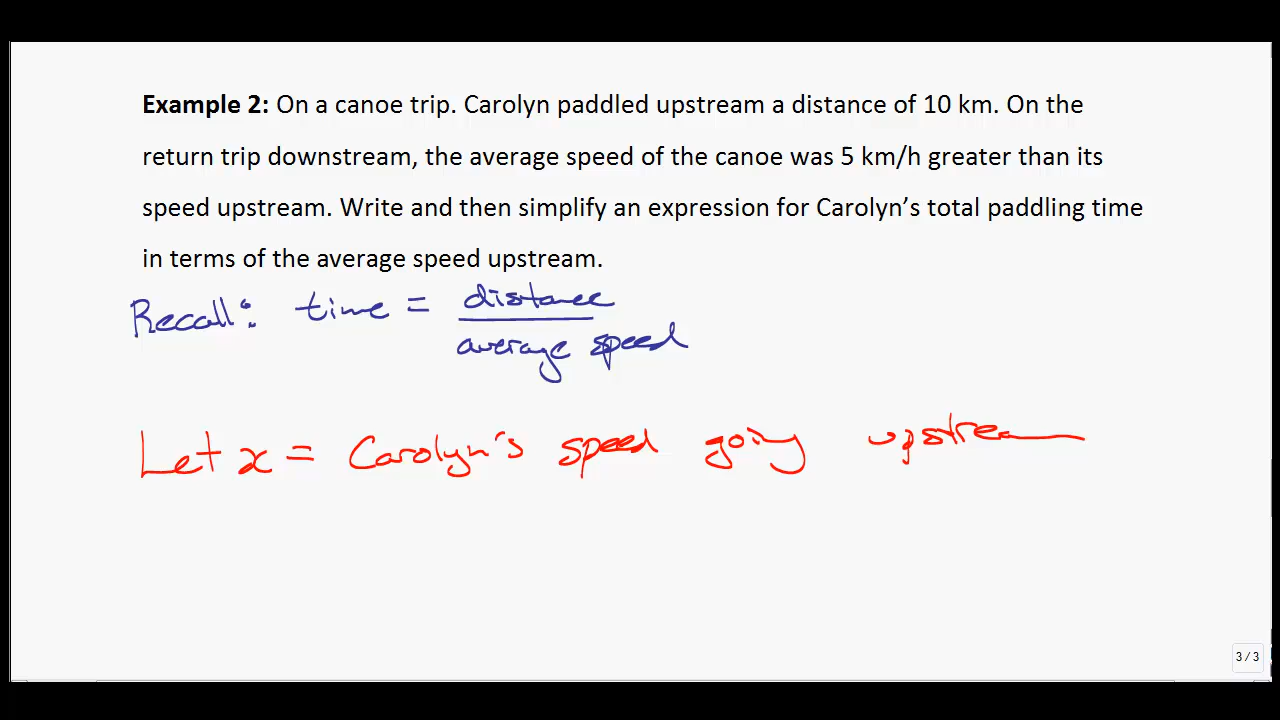 Example 2: On a canoe trip. Carolyn paddled upstream a distance of 10 km. On the
return trip downstream, the average speed of the canoe was 5 km/h greater than its
speed upstream. Write and then simplify an expression for Carolyn's total paddling time
in terms of the average speed upstream.
Recall: time = distance
average speed
Let x = Carolyn's speed going upstream
3/3